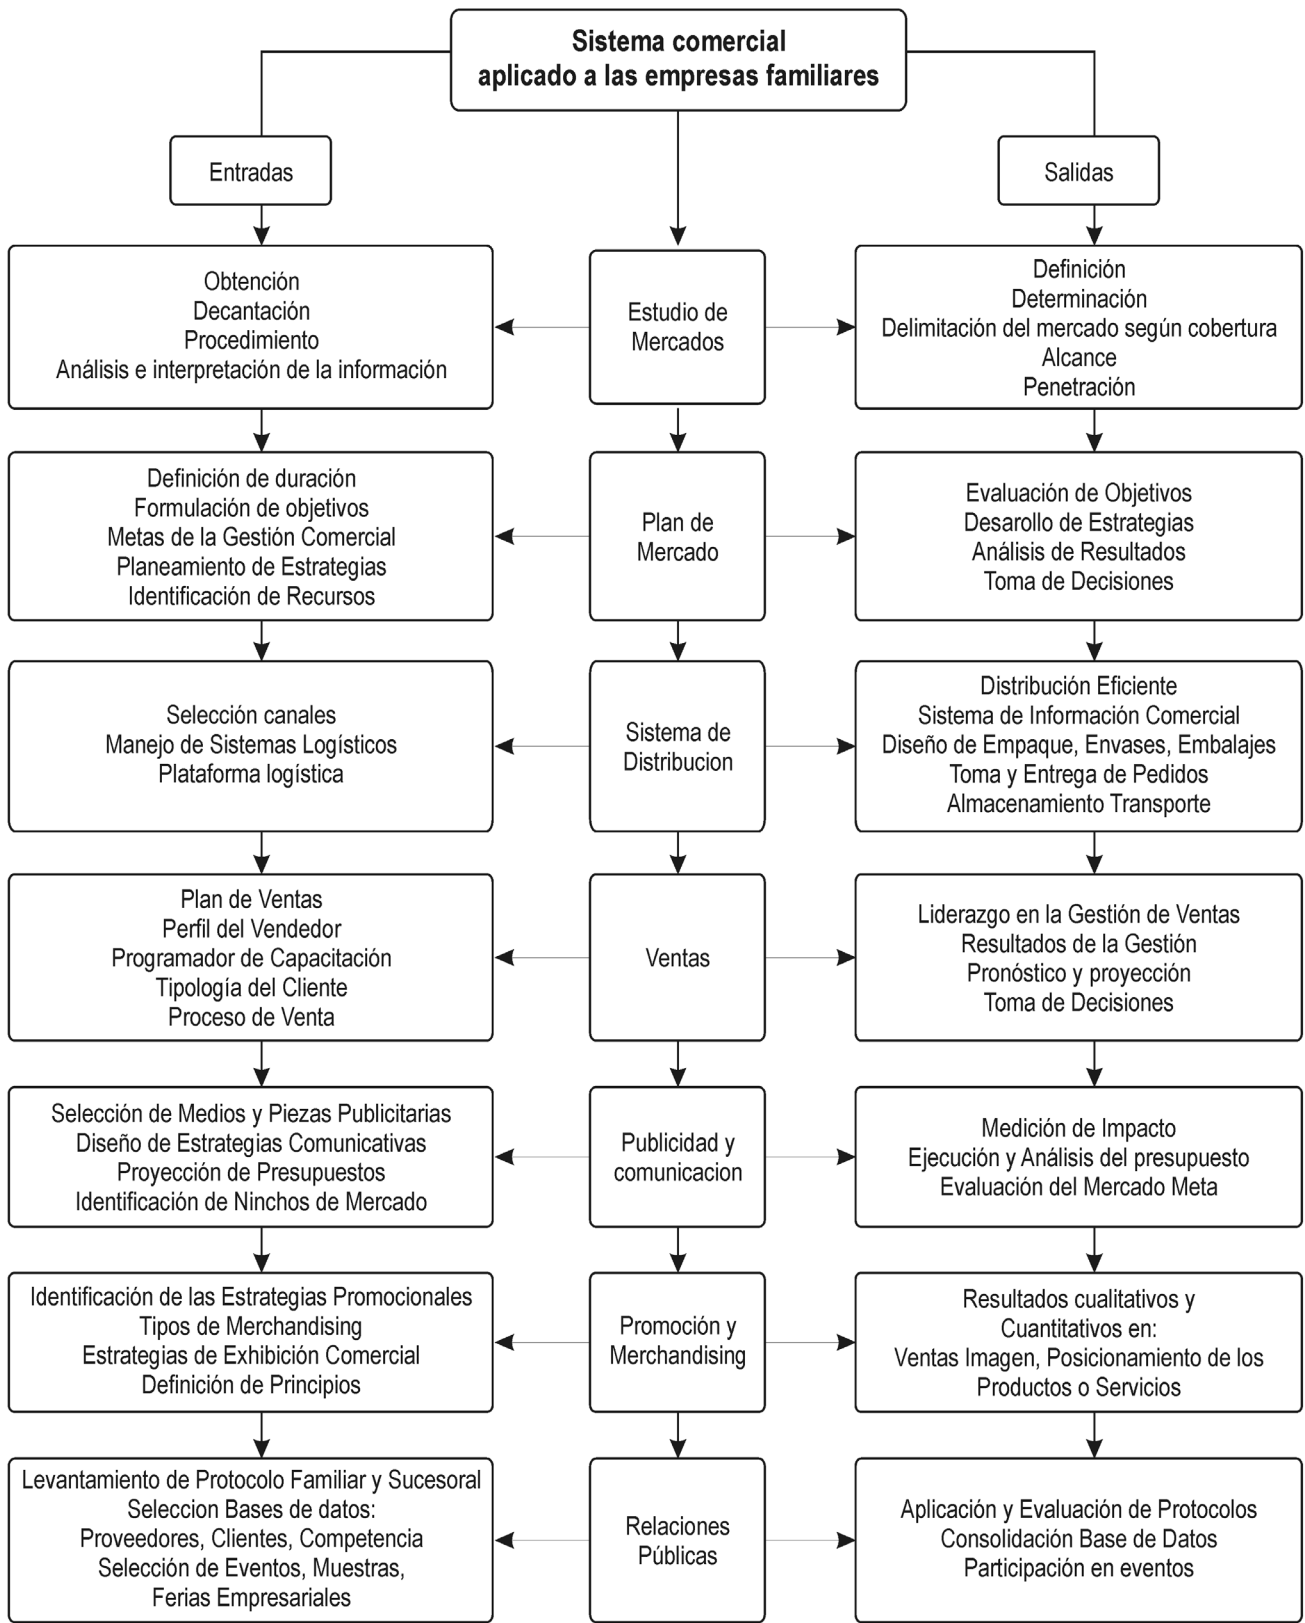 Sistema comercial
aplicado a las empresas familiares
Entradas
Salidas
Obtención
Decantación
Procedimiento
Análisis e interpretación de la información
Estudio de
Mercados
Definición
Determinación
Delimitación del mercado según cobertura
Alcance
Penetración
Definición de duración
Formulación de objetivos
Metas de la Gestión Comercial
Planeamiento de Estrategias
Identificación de Recursos
Plan de
Mercado
Evaluación de Objetivos
Desarollo de Estrategias
Análisis de Resultados
Toma de Decisiones
Selección canales
Manejo de Sistemas Logísticos
Plataforma logística
Sistema de
Distribucion
Distribución Eficiente
Sistema de Información Comercial
Diseño de Empaque, Envases, Embalajes
Toma y Entrega de Pedidos
Almacenamiento Transporte
Plan de Ventas
Perfil del Vendedor
Programador de Capacitación
Tipología del Cliente
Proceso de Venta
Ventas
Liderazgo en la Gestión de Ventas
Resultados de la Gestión
Pronóstico y proyección
Toma de Decisiones
Selección de Medios y Piezas Publicitarias
Diseño de Estrategias Comunicativas
Proyección de Presupuestos
Identificación de Ninchos de Mercado
Publicidad y
comunicacion
Medición de Impacto
Ejecución y Análisis del presupuesto
Evaluación del Mercado Meta
Identificación de las Estrategias Promocionales
Tipos de Merchandising
Estrategias de Exhibición Comercial
Definición de Principios
Promoción y
Merchandising
Resultados cualitativos y
Cuantitativos en:
Ventas Imagen, Posicionamiento de los
Productos o Servicios
Levantamiento de Protocolo Familiar y Sucesoral
Seleccion Bases de datos:
Proveedores, Clientes, Competencia
Selección de Eventos, Muestras,
Ferias Empresariales
Relaciones
Públicas
Aplicación y Evaluación de Protocolos
Consolidación Base de Datos
Participación en eventos